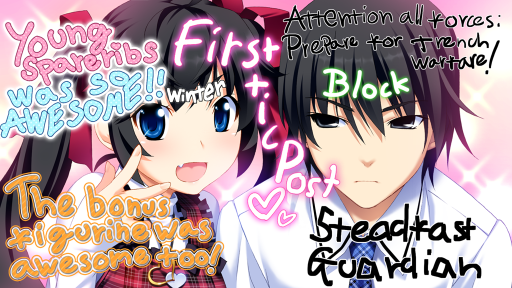 Young
spareribs
was so
AWESOME!!
Winter
First
tic
post
Attention all forces:
Prepare for trench
warfare!
Block
The bonus
figurine was
awesome too!
Steadfast
Guardian